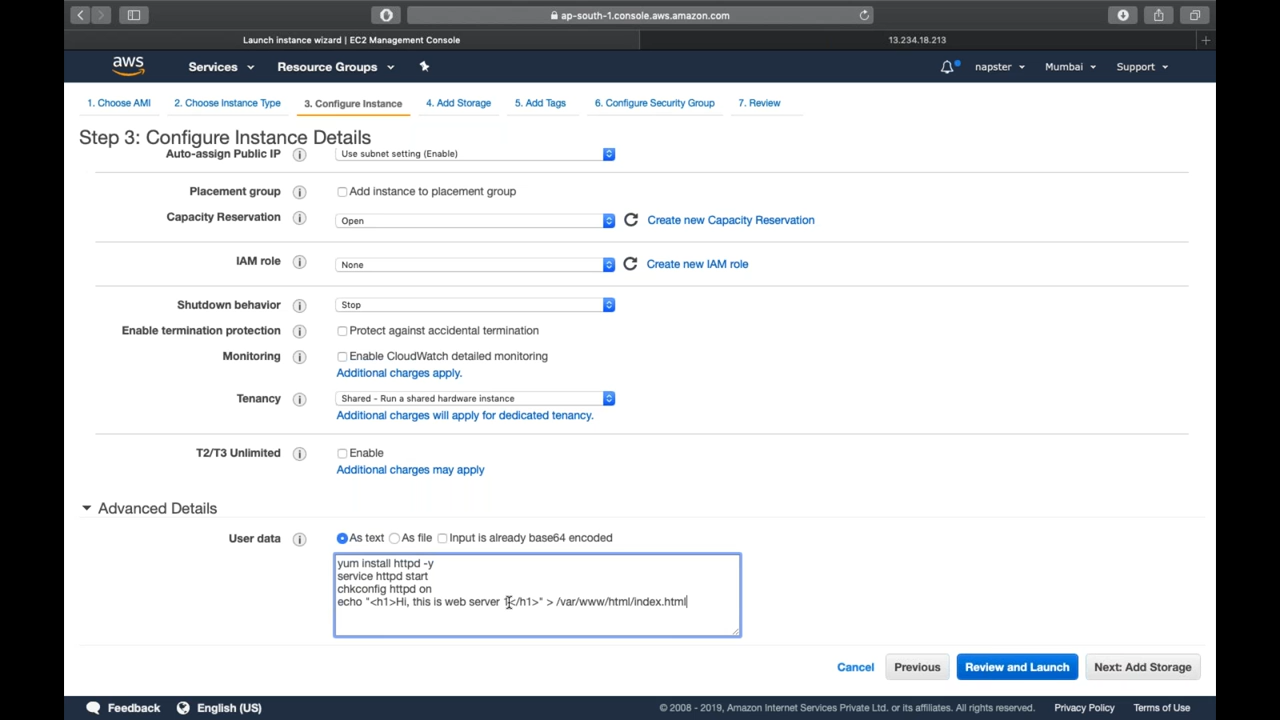 ap-south-1.console.aws.amazon.com
Launch instance wizard | EC2 Management Console
13.234.18.213
aws Services Resource Groups napster Mumbai Support
1. Choose AMI 2. Choose Instance Type 3. Configure Instance 4. Add Storage 5. Add Tags 6. Configure Security Group 7. Review
Step 3: Configure Instance Details
Auto-assign Public IP Use subnet setting (Enable)
Placement group Add instance to placement group
Capacity Reservation Open Create new Capacity Reservation
IAM role None Create new IAM role
Shutdown behavior Stop
Enable termination protection Protect against accidental termination
Monitoring Enable CloudWatch detailed monitoring
Additional charges apply.
Tenancy Shared - Run a shared hardware instance
Additional charges will apply for dedicated tenancy.
T2/T3 Unlimited Enable
Additional charges may apply
Advanced Details
User data As text As file Input is already base64 encoded
yum install httpd -y
service httpd start
chkconfig httpd on
echo "<h1>Hi, this is web server 1</h1>" > /var/www/html/index.html
Cancel Previous Review and Launch Next: Add Storage
Feedback English (US) © 2008 - 2019, Amazon Internet Services Private Ltd. or its affiliates. All rights reserved. Privacy Policy Terms of Use